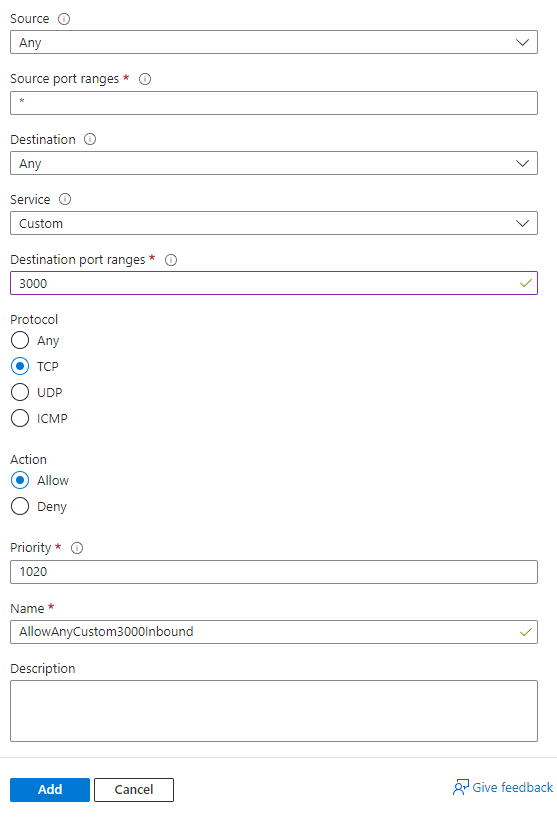 Source
Any
Source port ranges *
*
Destination
Any
Service
Custom
Destination port ranges *
3000
Protocol
Any
TCP
UDP
ICMP
Action
Allow
Deny
Priority *
1020
Name *
AllowAnyCustom3000Inbound
Description
Add Cancel Give feedback